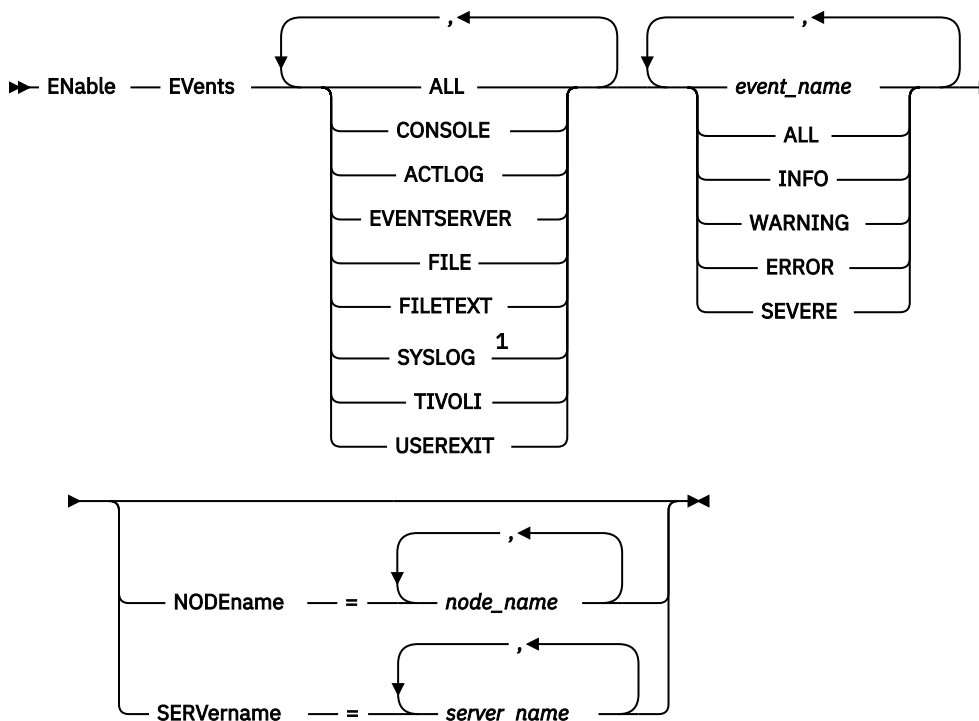 ,
,
ENable EVents ALL event_name
CONSOLE ALL
ACTLOG INFO
EVENTSERVER WARNING
FILE ERROR
FILETEXT SEVERE
SYSLOG 1
TIVOLI
USEREXIT
,
NODEname = node_name
,
SERVername = server_name